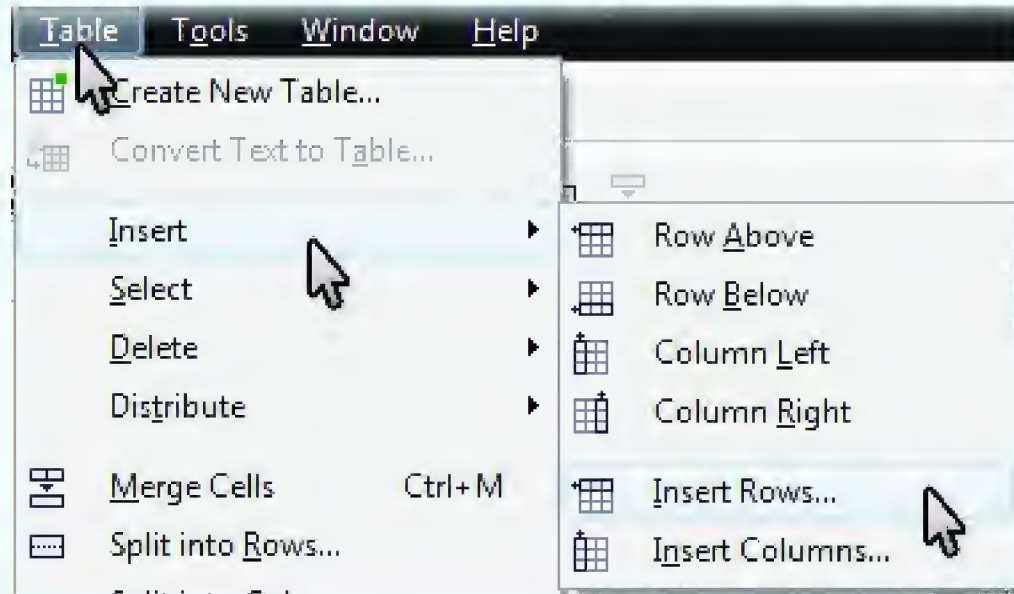 Table Tools Window Help
Create New Table...
Convert Text to Table...
Insert
Select
Delete
Distribute
Merge Cells Ctrl+M
Split into Rows...
Row Above
Row Below
Column Left
Column Right
Insert Rows...
Insert Columns...